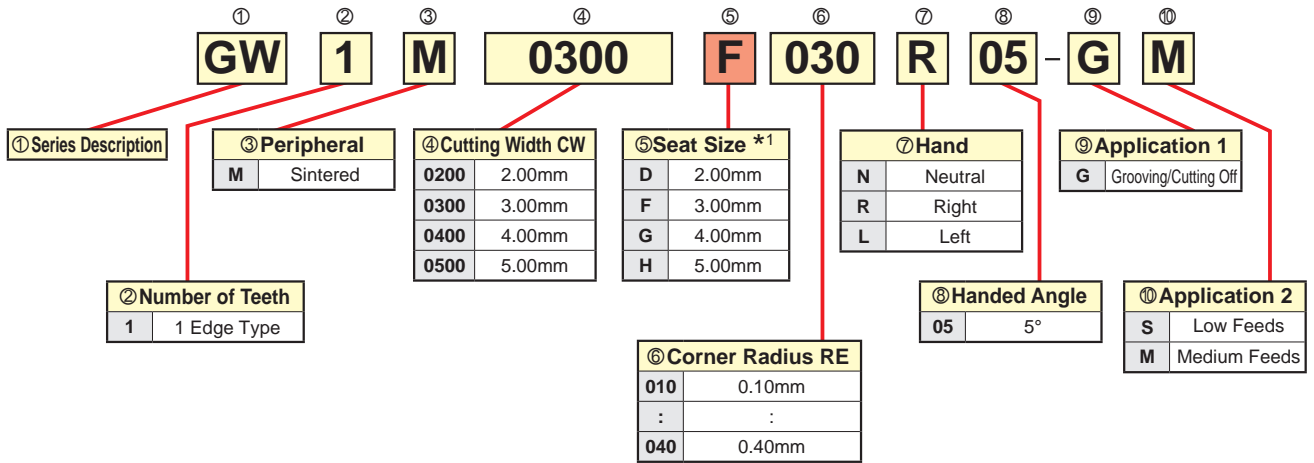 ① ② ③ ④ ⑤ ⑥ ⑦ ⑧ ⑨ ⑩
GW 1 M 0300 F 030 R 05 – G M
①Series Description
③Peripheral
M Sintered
④Cutting Width CW
0200 2.00mm
0300 3.00mm
0400 4.00mm
0500 5.00mm
⑤Seat Size *1
D 2.00mm
F 3.00mm
G 4.00mm
H 5.00mm
⑦Hand
N Neutral
R Right
L Left
⑨Application 1
G Grooving/Cutting Off
②Number of Teeth
1 1 Edge Type
⑧Handed Angle
05 5°
⑩Application 2
S Low Feeds
M Medium Feeds
⑥Corner Radius RE
010 0.10mm
: :
040 0.40mm